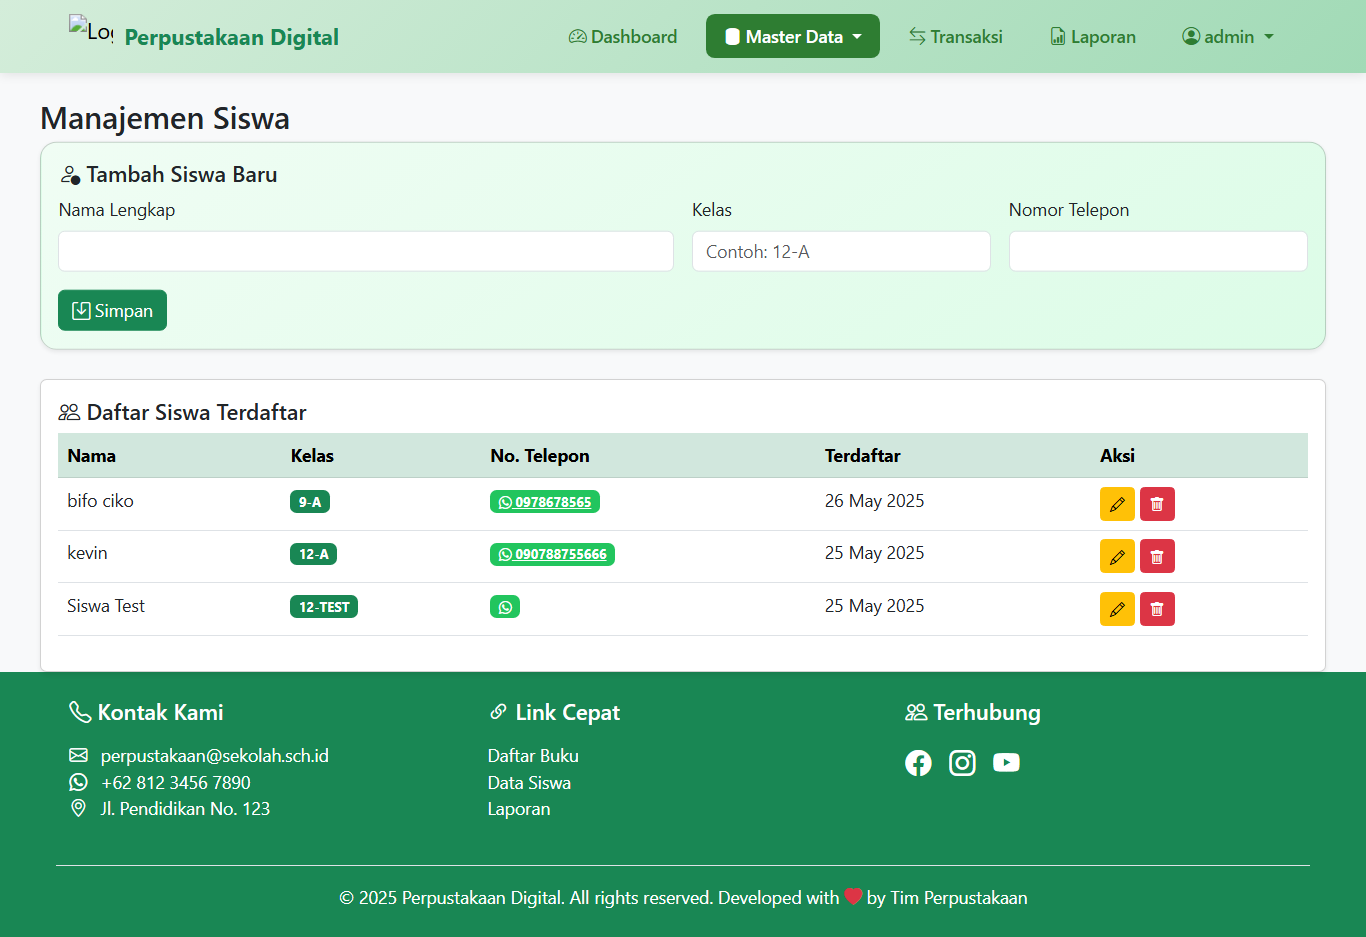 Log Perpustakaan Digital Dashboard Master Data Transaksi Laporan admin
Manajemen Siswa
Tambah Siswa Baru
Nama Lengkap Kelas Nomor Telepon
Contoh: 12-A
Simpan
Daftar Siswa Terdaftar
Nama Kelas No. Telepon Terdaftar Aksi
bifo ciko 9-A 0978678565 26 May 2025
kevin 12-A 090788755666 25 May 2025
Siswa Test 12-TEST 25 May 2025
Kontak Kami Link Cepat Terhubung
perpustakaan@sekolah.sch.id Daftar Buku
+62 812 3456 7890 Data Siswa
Jl. Pendidikan No. 123 Laporan
© 2025 Perpustakaan Digital. All rights reserved. Developed with ❤ by Tim Perpustakaan